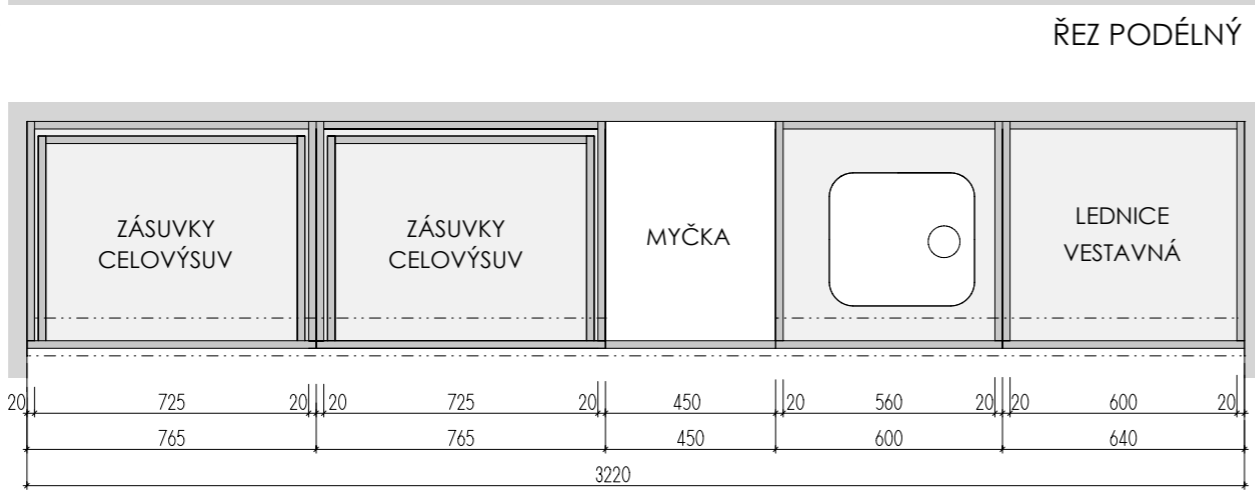 ŘEZ PODÉLNÝ
ZÁSUVKY
CELOVÝSUV
ZÁSUVKY
CELOVÝSUV
MYČKA
LEDNICE
VESTAVNÁ
20 725 20 20 725 20 450 20 560 20 20 600 20
765 765 450 600 640
3220